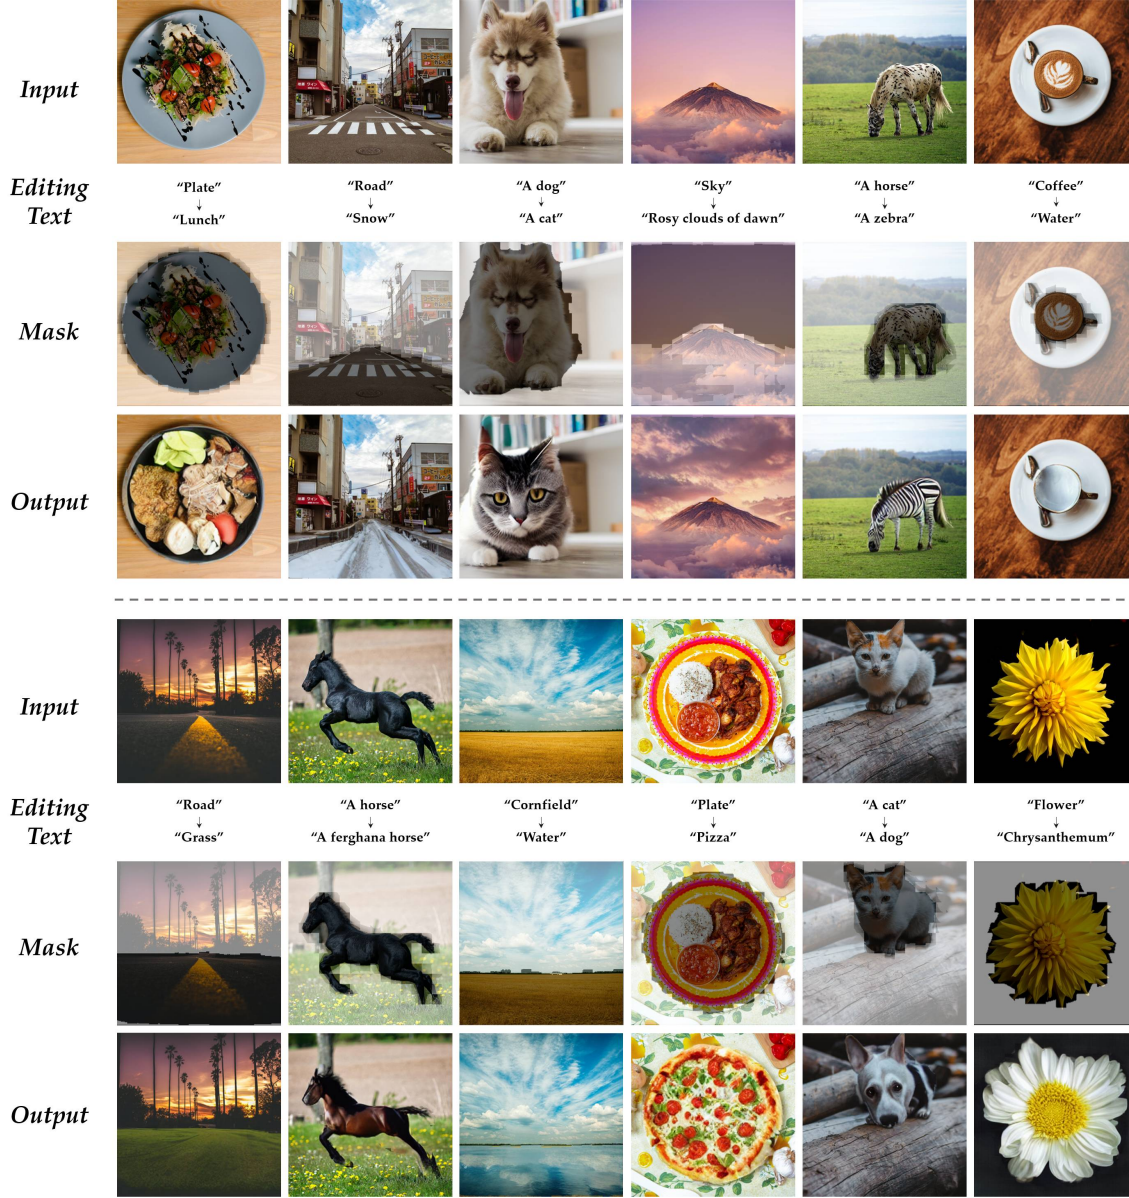 Input
Editing
Text
“Plate” “Road” “A dog” “Sky” “A horse” “Coffee”
↓ ↓ ↓ ↓ ↓ ↓
“Lunch” “Snow” “A cat” “Rosy clouds of dawn” “A zebra” “Water”
Mask
Output
Input
Editing
Text
“Road” “A horse” “Cornfield” “Plate” “A cat” “Flower”
↓ ↓ ↓ ↓ ↓ ↓
“Grass” “A ferghana horse” “Water” “Pizza” “A dog” “Chrysanthemum”
Mask
Output